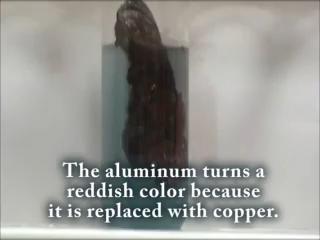 The aluminum turns a
reddish color because
it is replaced with copper.